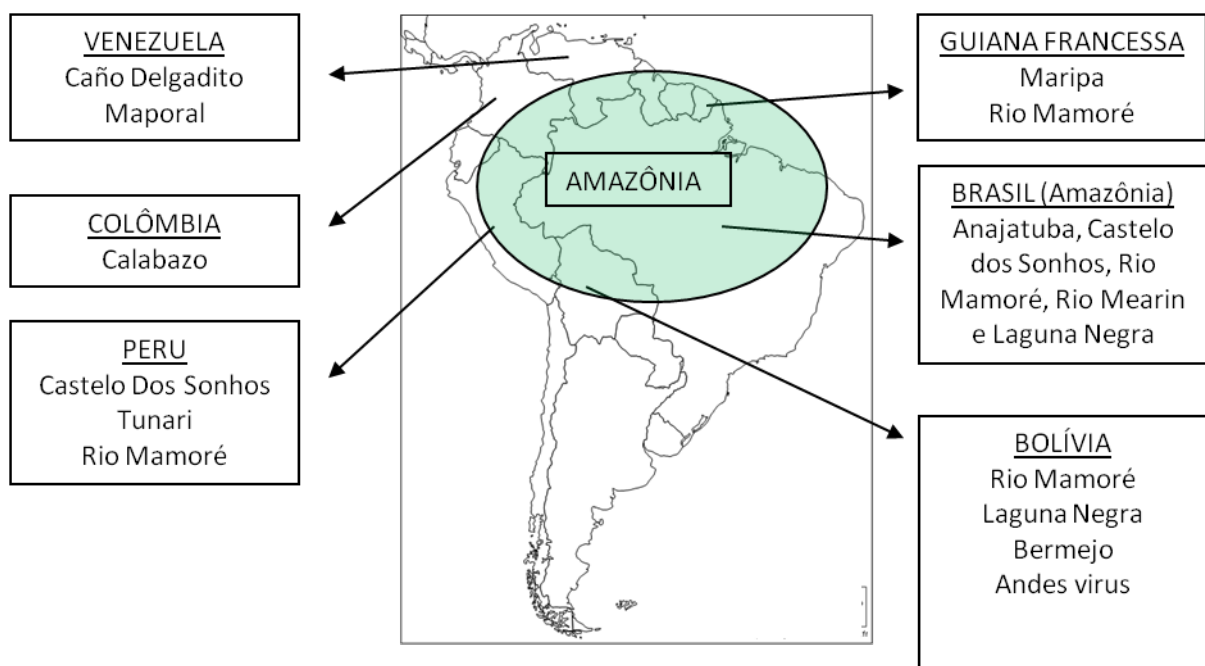 VENEZUELA
Caño Delgadito
Maporal
COLÔMBIA
Calabazo
PERU
Castelo Dos Sonhos
Tunari
Rio Mamoré
AMAZÔNIA
GUIANA FRANCESSA
Maripa
Rio Mamoré
BRASIL (Amazônia)
Anajatuba, Castelo
dos Sonhos, Rio
Mamoré, Rio Mearin
e Laguna Negra
BOLÍVIA
Rio Mamoré
Laguna Negra
Bermejo
Andes virus